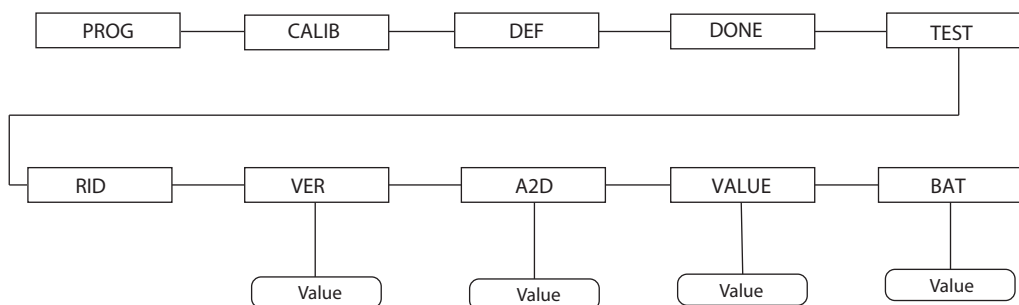 PROG CALIB DEF DONE TEST
RID VER A2D VALUE BAT
Value Value Value Value